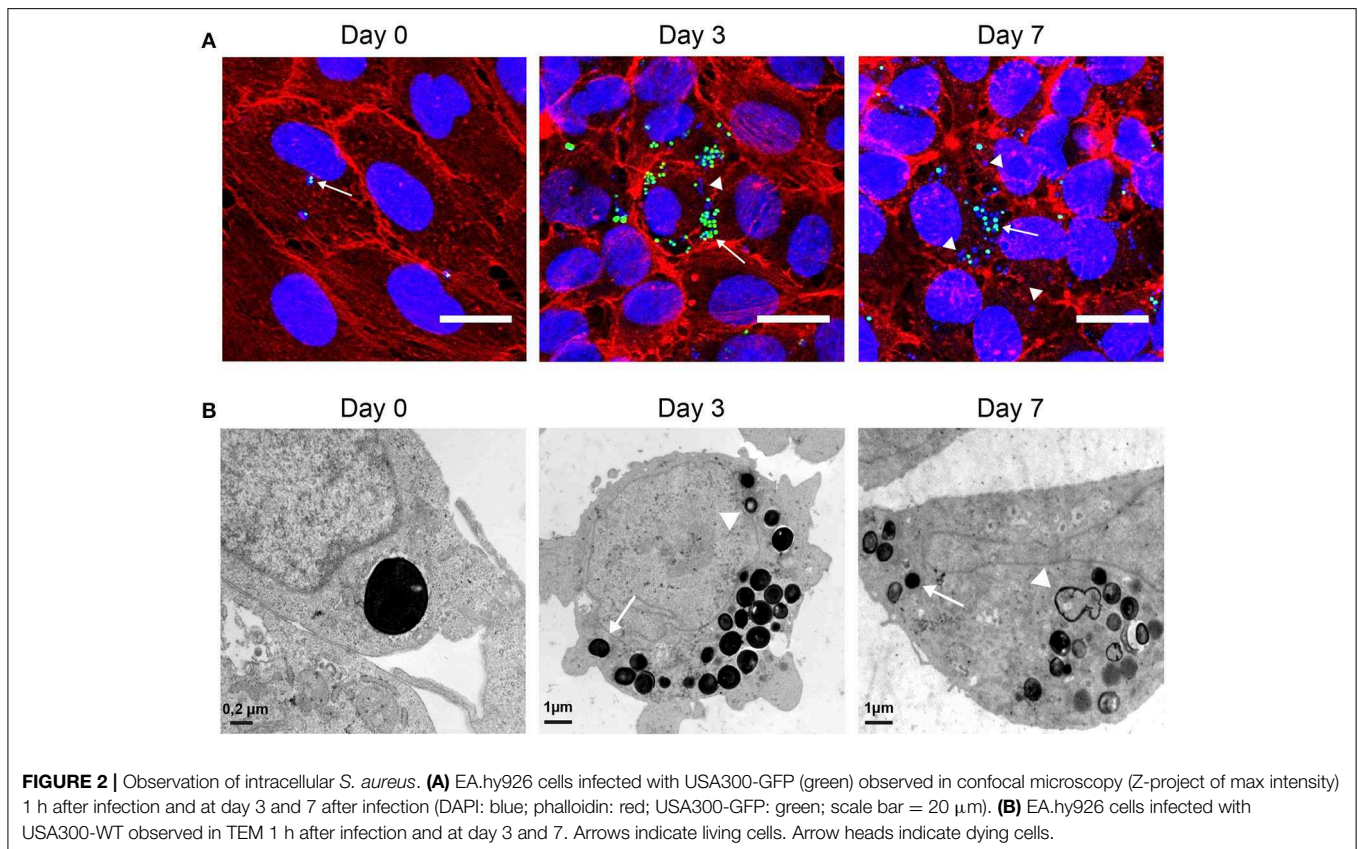 A
Day 0 Day 3 Day 7
B
Day 0 Day 3 Day 7
0,2 μm 1μm 1μm
FIGURE 2 | Observation of intracellular S. aureus. (A) EA.hy926 cells infected with USA300-GFP (green) observed in confocal microscopy (Z-project of max intensity)
1 h after infection and at day 3 and 7 after infection (DAPI: blue; phalloidin: red; USA300-GFP: green; scale bar = 20 μm). (B) EA.hy926 cells infected with
USA300-WT observed in TEM 1 h after infection and at day 3 and 7. Arrows indicate living cells. Arrow heads indicate dying cells.